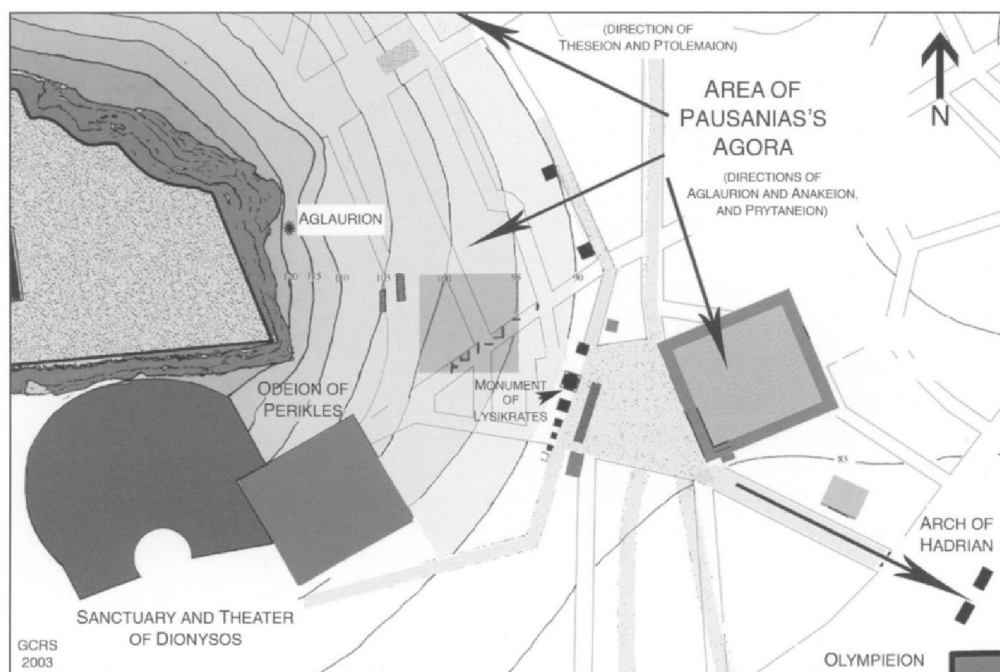 (DIRECTION OF
THESEION AND PTOLEMAION)
AREA OF
PAUSANIAS'S
AGORA
(DIRECTIONS OF
AGLAURION AND ANAKEION,
AND PRYTANEION)
N
AGLAURION
120 115 110 105 100 95 90
ODEION OF
PERIKLES
MONUMENT
OF
LYSIKRATES
85
ARCH OF
HADRIAN
SANCTUARY AND THEATER
OF DIONYSOS
GCRS
2003
OLYMPIEION